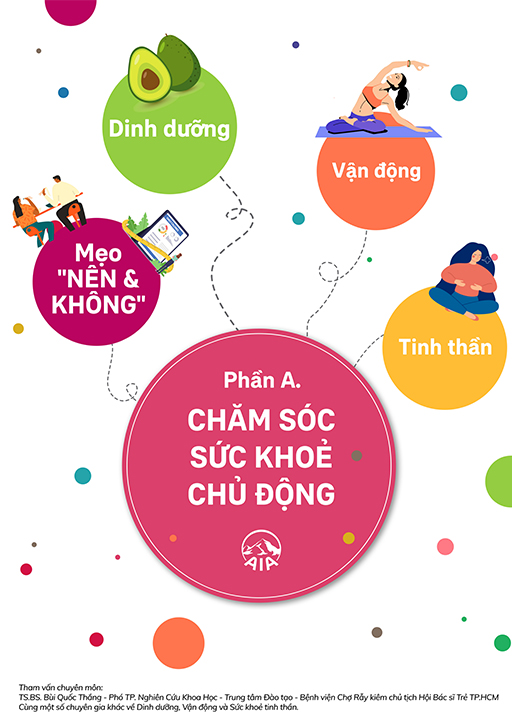 Dinh dưỡng
Vận động
Mẹo
"NÊN &
KHÔNG"
Tinh thần
Phần A.
CHĂM SÓC
SỨC KHOẺ
CHỦ ĐỘNG
AIA
Tham vấn chuyên môn:
TS.BS. Bùi Quốc Thắng - Phó TP. Nghiên Cứu Khoa Học - Trung tâm Đào tạo - Bệnh viện Chợ Rẫy kiêm chủ tịch Hội Bác sĩ Trẻ TP.HCM
Cùng một số chuyên gia khác về Dinh dưỡng, Vận động và Sức khoẻ tinh thần.